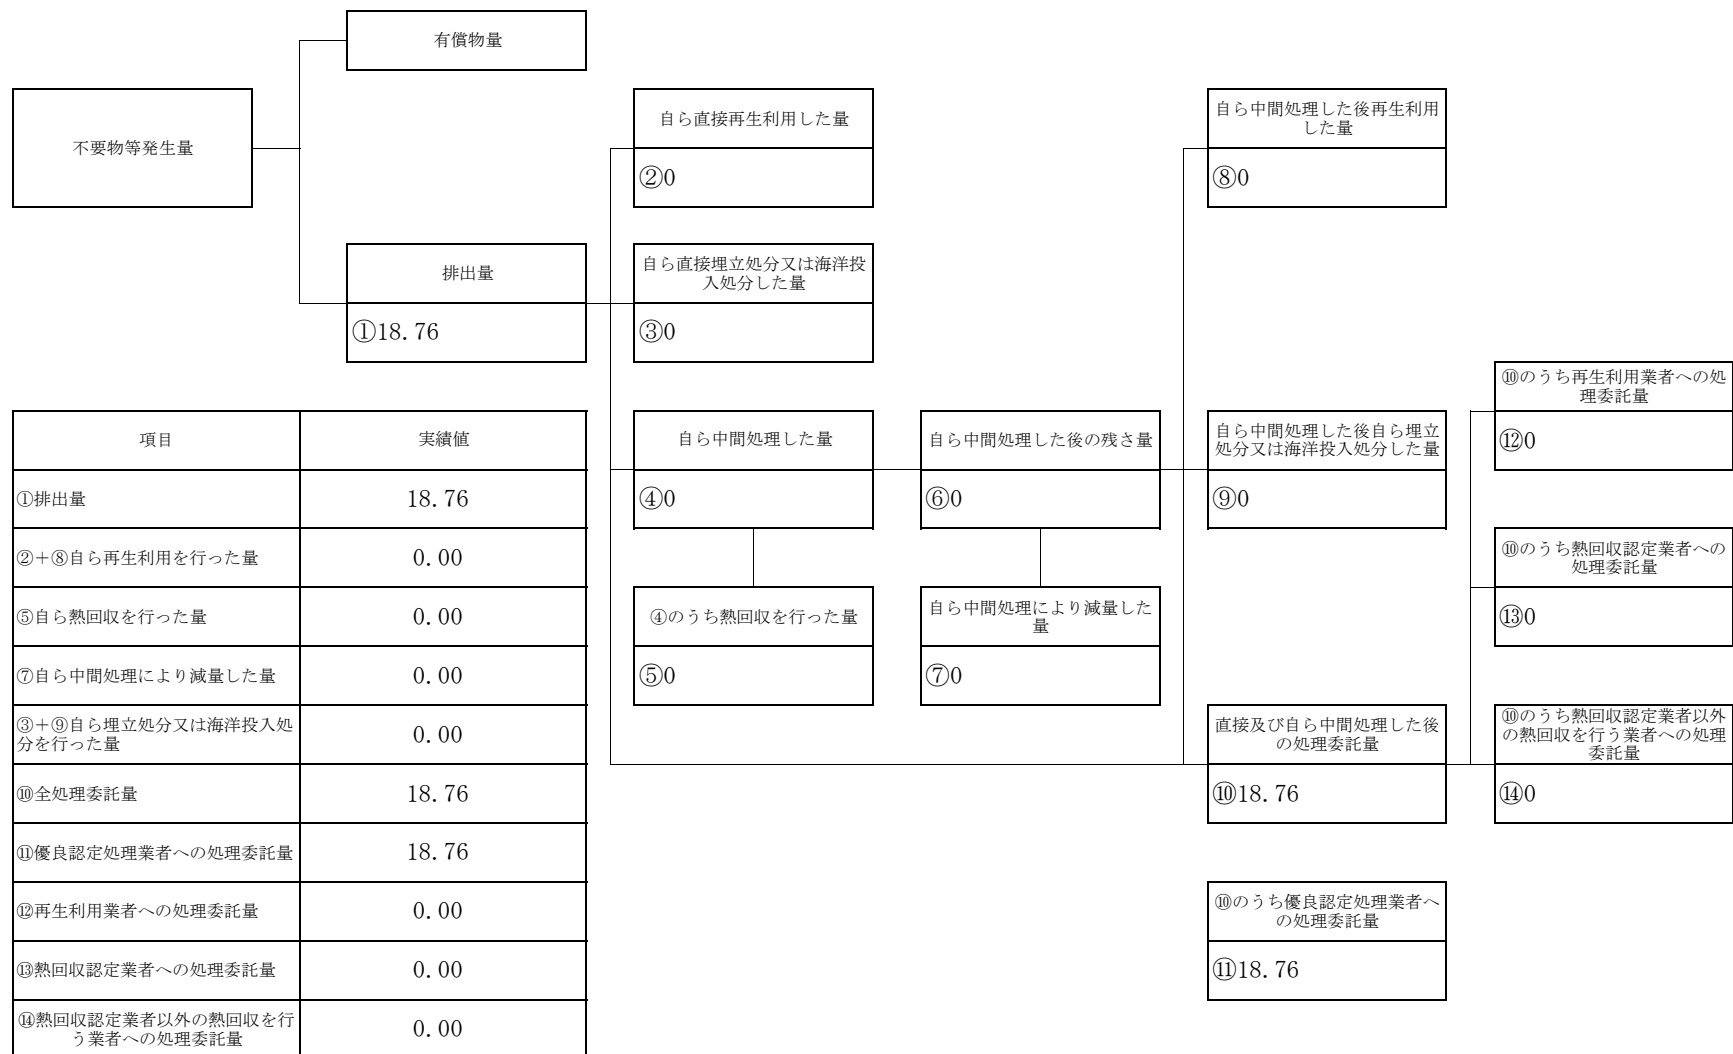 有償物量
不要物等発生量
自ら直接再生利用した量
②0
自ら中間処理した後再生利用
した量
⑧0
排出量
①18.76
自ら直接埋立処分又は海洋投
入処分した量
③0
自ら中間処理した量
④0
自ら中間処理した後の残さ量
⑥0
自ら中間処理した後自ら埋立
処分又は海洋投入処分した量
⑨0
⑩のうち再生利用業者への処
理委託量
⑫0
⑩のうち熱回収認定業者への
処理委託量
⑬0
④のうち熱回収を行った量
⑤0
自ら中間処理により減量した
量
⑦0
直接及び自ら中間処理した後
の処理委託量
⑩18.76
⑩のうち熱回収認定業者以外
の熱回収を行う業者への処理
委託量
⑭0
⑩のうち優良認定処理業者へ
の処理委託量
⑪18.76
項目 実績値
①排出量 18.76
②＋⑧自ら再生利用を行った量 0.00
⑤自ら熱回収を行った量 0.00
⑦自ら中間処理により減量した量 0.00
③＋⑨自ら埋立処分又は海洋投入処
分を行った量 0.00
⑩全処理委託量 18.76
⑪優良認定処理業者への処理委託量 18.76
⑫再生利用業者への処理委託量 0.00
⑬熱回収認定業者への処理委託量 0.00
⑭熱回収認定業者以外の熱回収を行
う業者への処理委託量 0.00